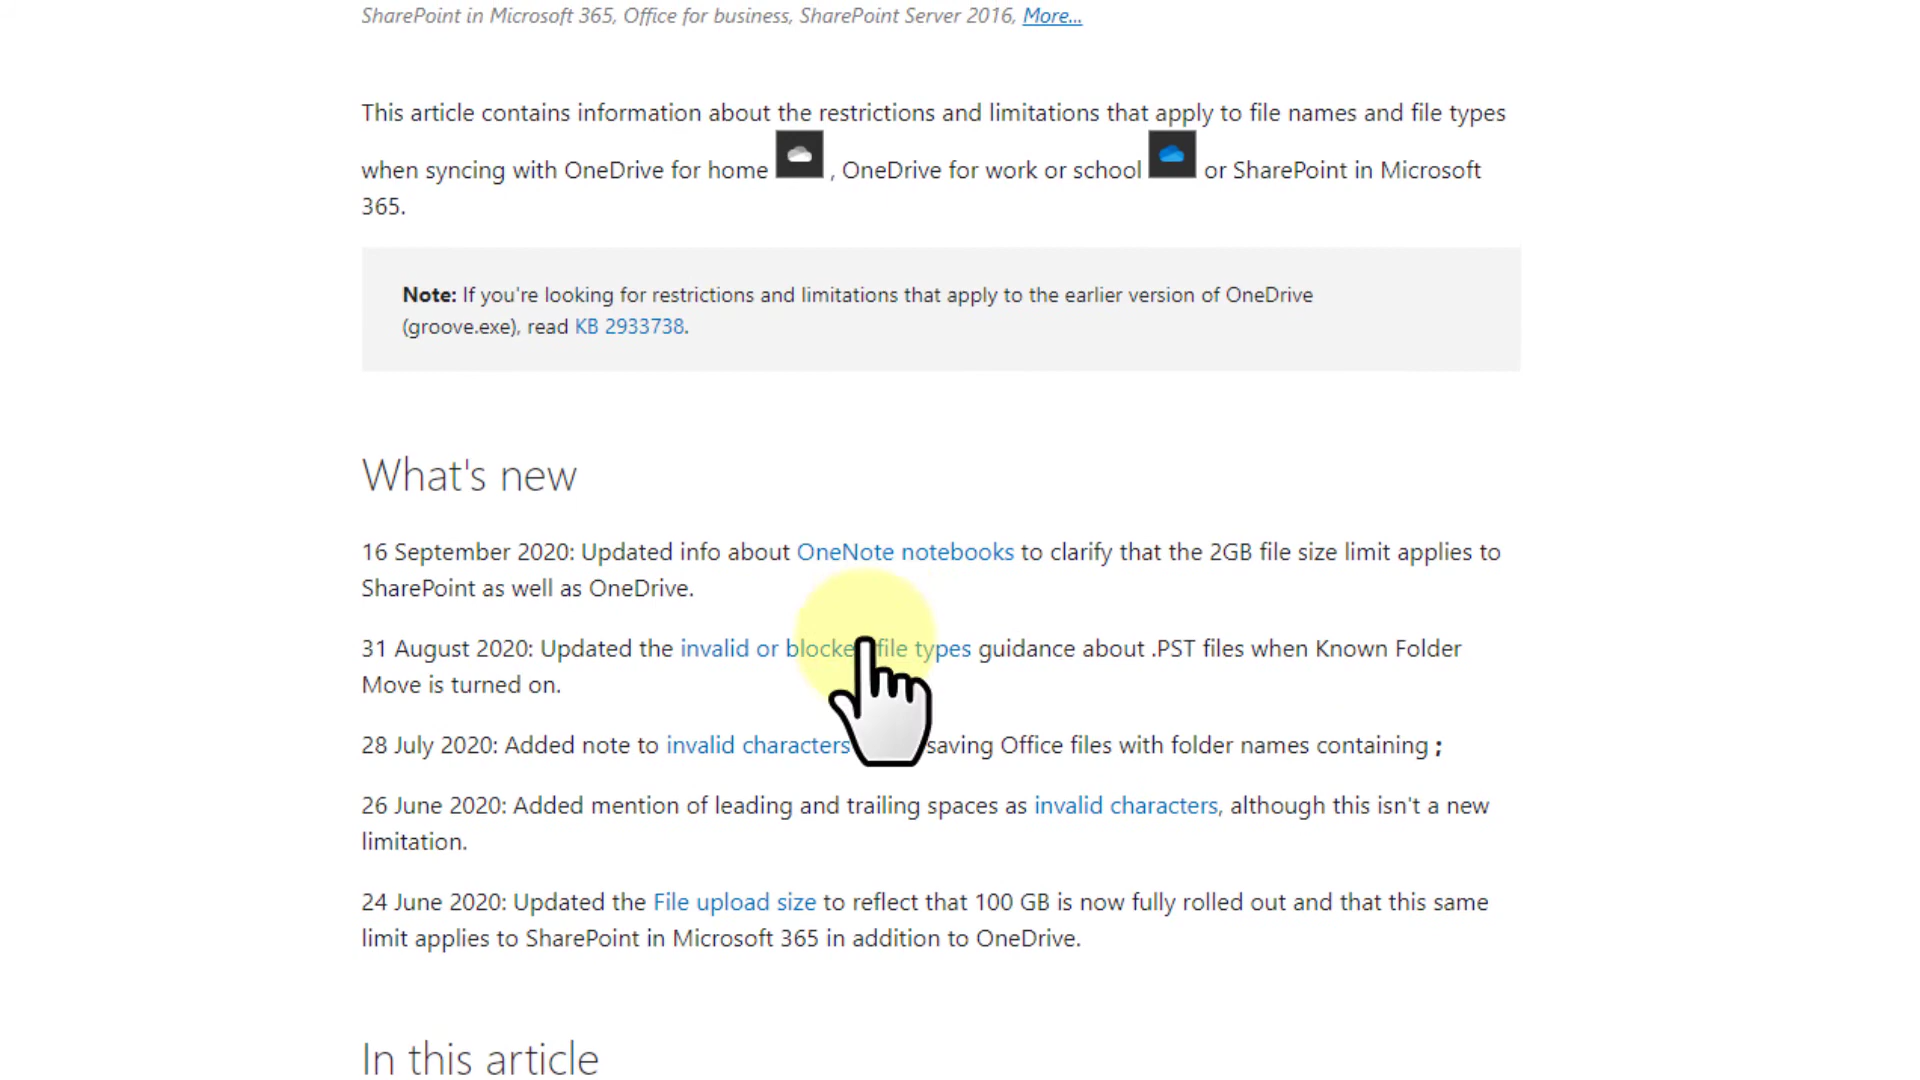 SharePoint in Microsoft 365, Office for business, SharePoint Server 2016, More...
This article contains information about the restrictions and limitations that apply to file names and file types
when syncing with OneDrive for home , OneDrive for work or school or SharePoint in Microsoft
365.
Note: If you're looking for restrictions and limitations that apply to the earlier version of OneDrive
(groove.exe), read KB 2933738.
What's new
16 September 2020: Updated info about OneNote notebooks to clarify that the 2GB file size limit applies to
SharePoint as well as OneDrive.
31 August 2020: Updated the invalid or blocke file types guidance about .PST files when Known Folder
Move is turned on.
28 July 2020: Added note to invalid characters saving Office files with folder names containing ;
26 June 2020: Added mention of leading and trailing spaces as invalid characters, although this isn't a new
limitation.
24 June 2020: Updated the File upload size to reflect that 100 GB is now fully rolled out and that this same
limit applies to SharePoint in Microsoft 365 in addition to OneDrive.
In this article